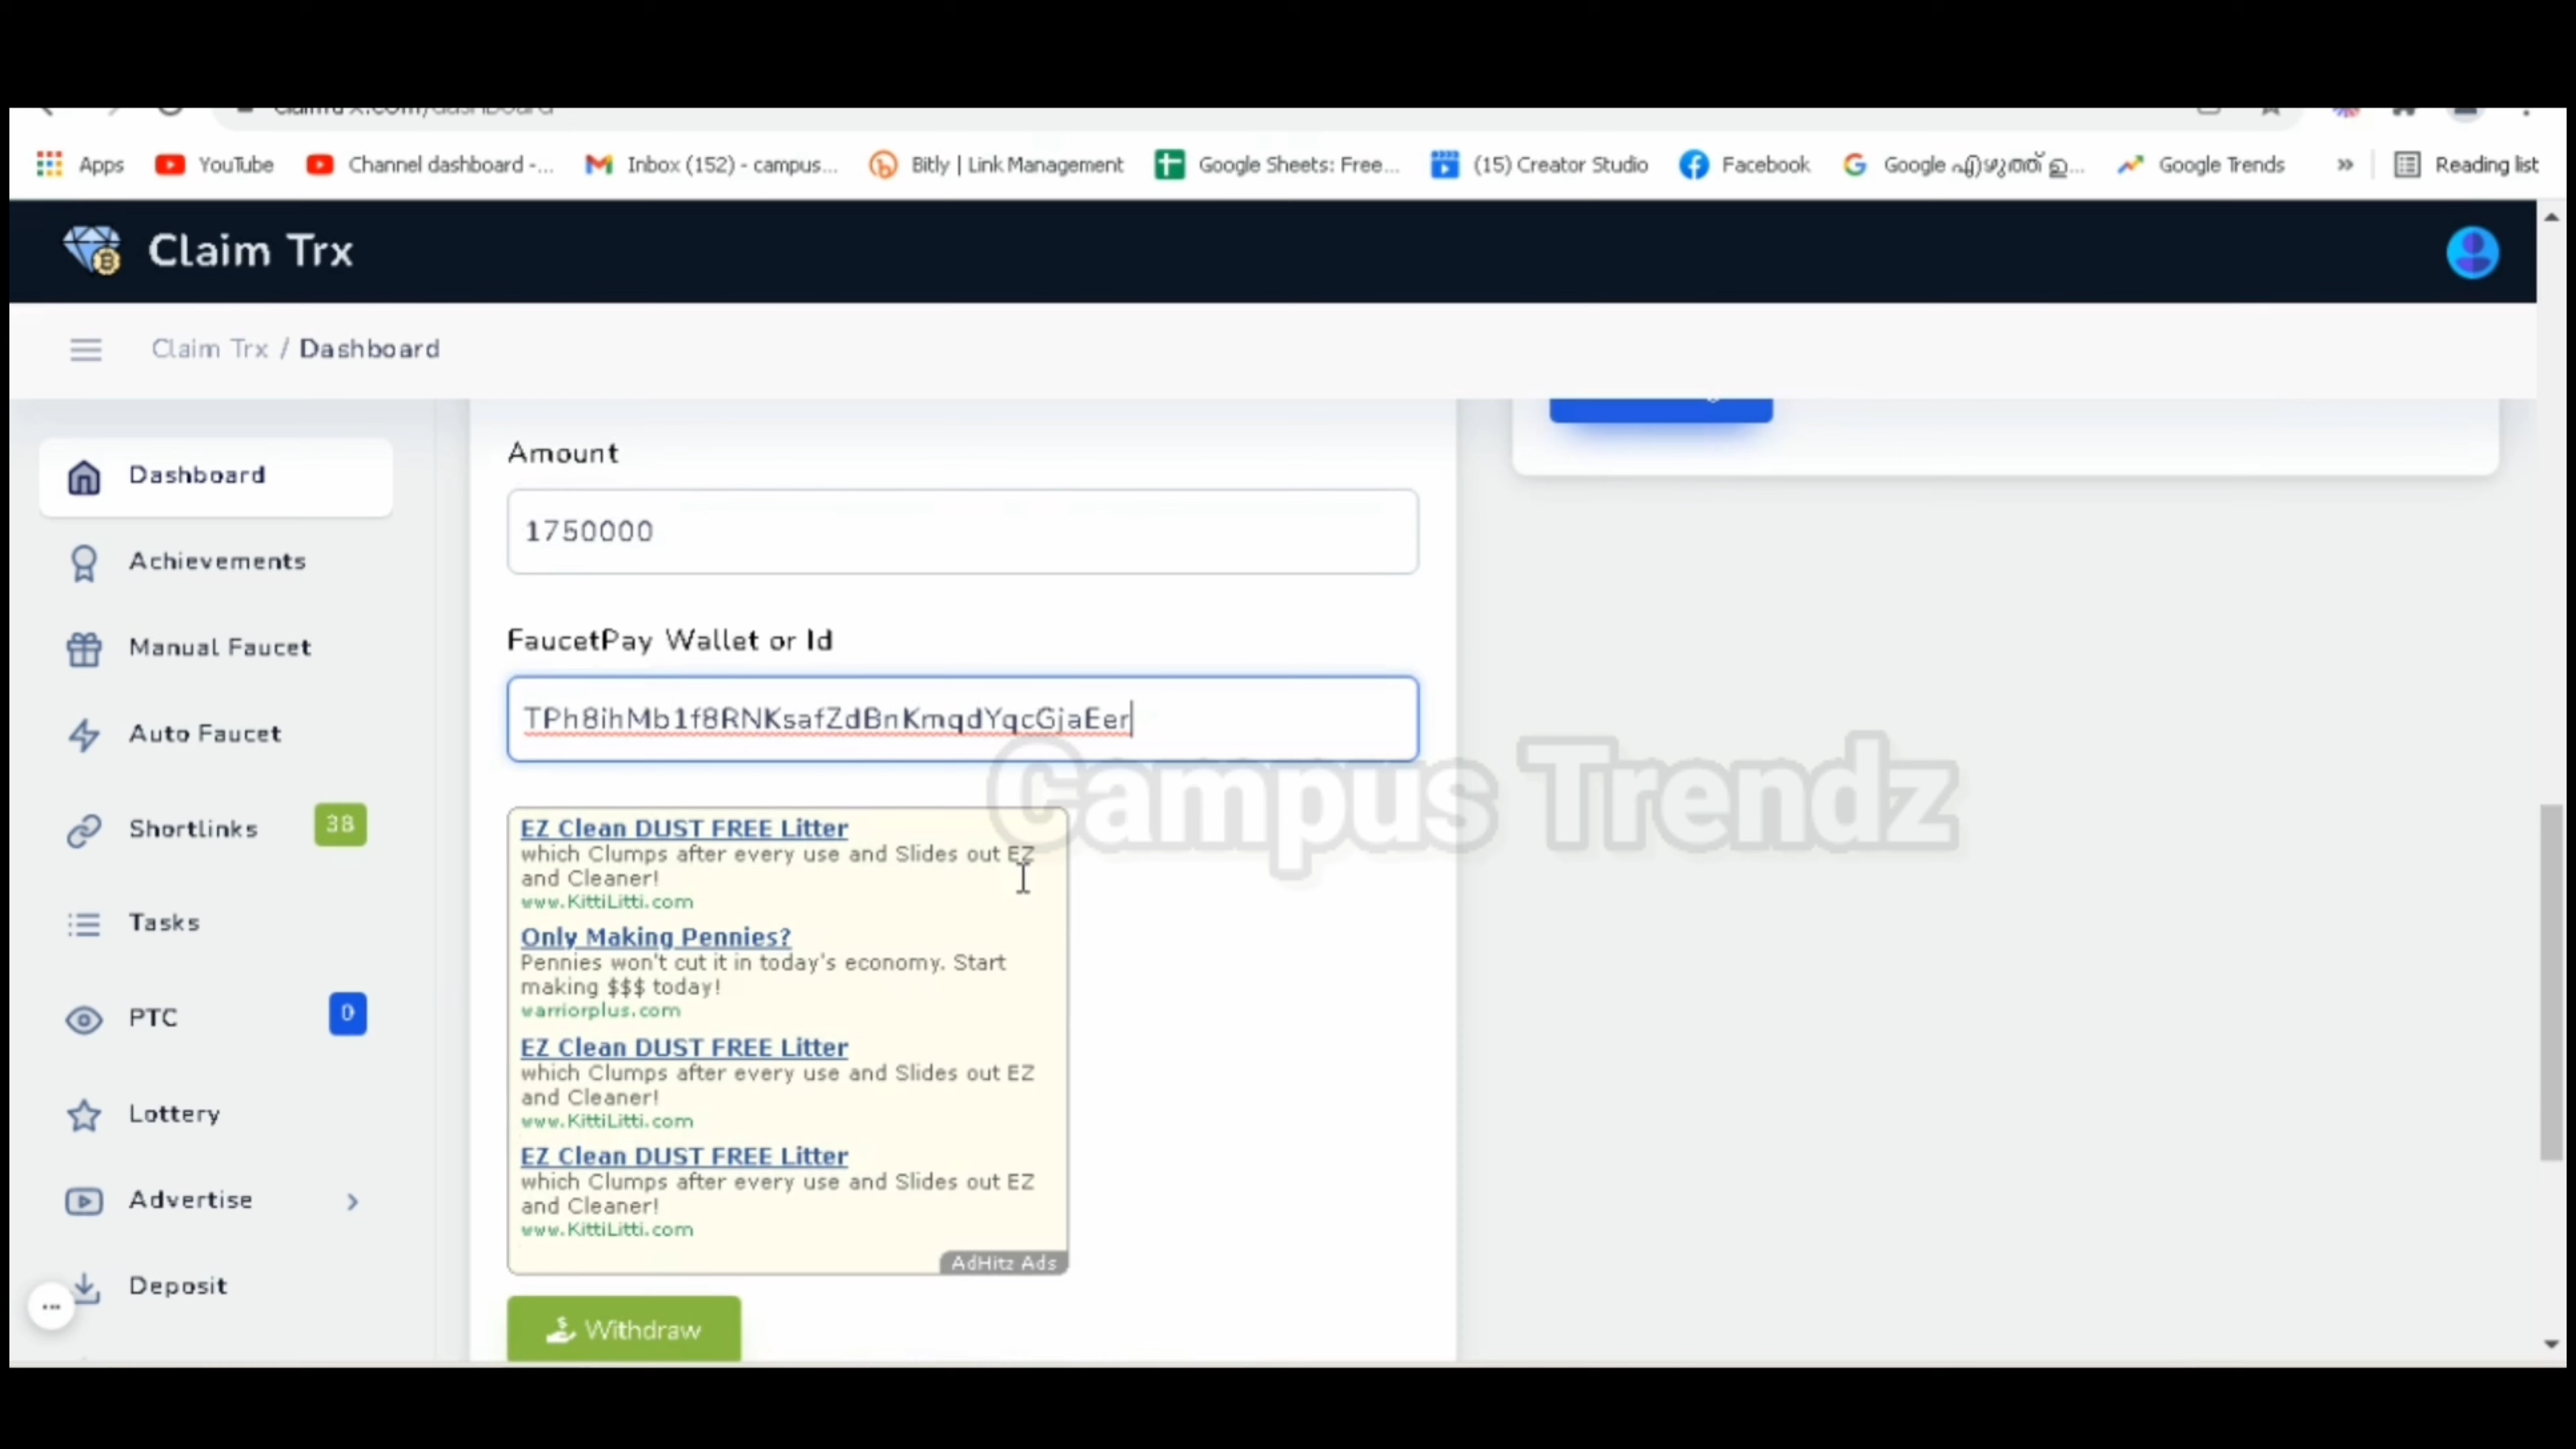 claimtrx.com/dashboard
Apps YouTube Channel dashboard -... Inbox (152) - campus... Bitly | Link Management Google Sheets: Free... (15) Creator Studio Facebook Google എഴുത്ത് ഉ... Google Trends » Reading list
Claim Trx
Claim Trx / Dashboard
Dashboard
Achievements
Manual Faucet
Auto Faucet
Shortlinks 38
Tasks
PTC 0
Lottery
Advertise
Deposit
Amount
1750000
FaucetPay Wallet or Id
TPh8ihMb1f8RNKsafZdBnKmqdYqcGjaEer
Campus Trendz
EZ Clean DUST FREE Litter
which Clumps after every use and Slides out EZ
and Cleaner!
www.KittiLitti.com
Only Making Pennies?
Pennies won't cut it in today's economy. Start
making $$$ today!
warriorplus.com
EZ Clean DUST FREE Litter
which Clumps after every use and Slides out EZ
and Cleaner!
www.KittiLitti.com
EZ Clean DUST FREE Litter
which Clumps after every use and Slides out EZ
and Cleaner!
www.KittiLitti.com
AdHitz Ads
Withdraw